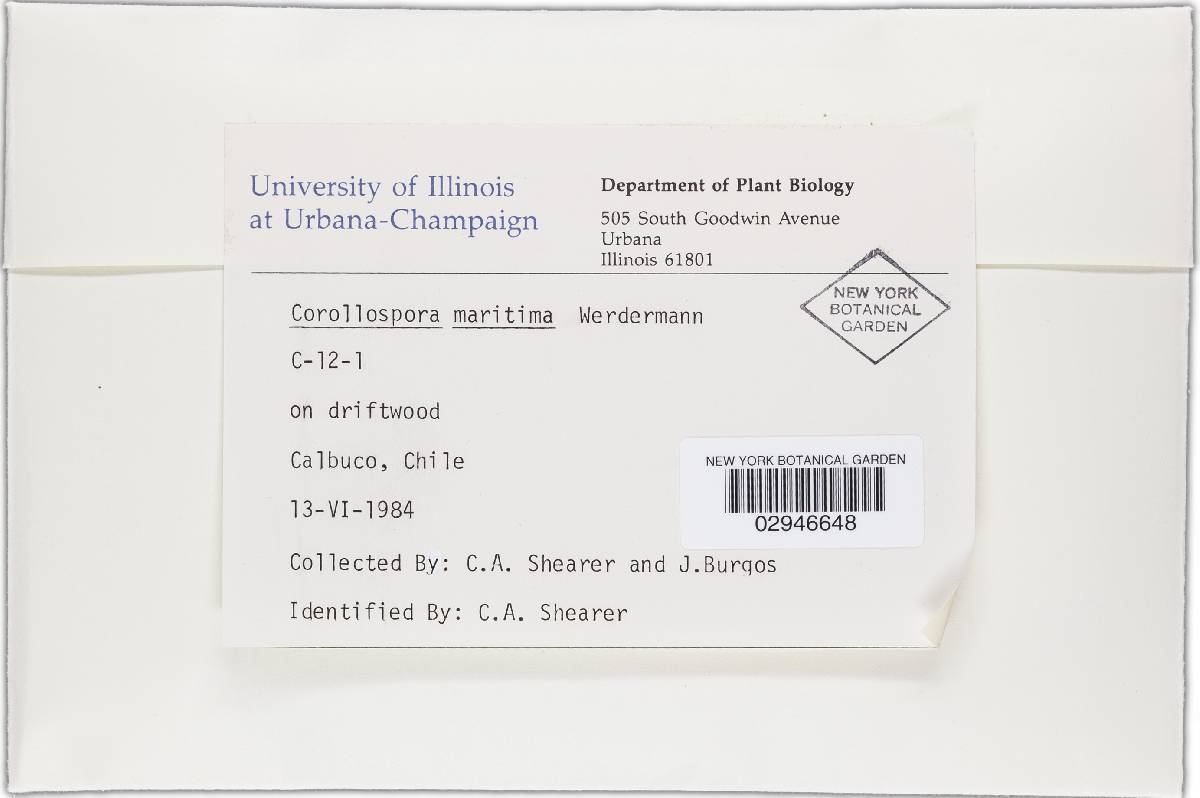 University of Illinois
at Urbana-Champaign
Department of Plant Biology
505 South Goodwin Avenue
Urbana
Illinois 61801
NEW YORK
BOTANICAL
GARDEN
Corollospora maritima Werdermann
C-12-1
on driftwood
Calbuco, Chile
13-VI-1984
NEW YORK BOTANICAL GARDEN
02946648
Collected By: C.A. Shearer and J.Burgos
Identified By: C.A. Shearer